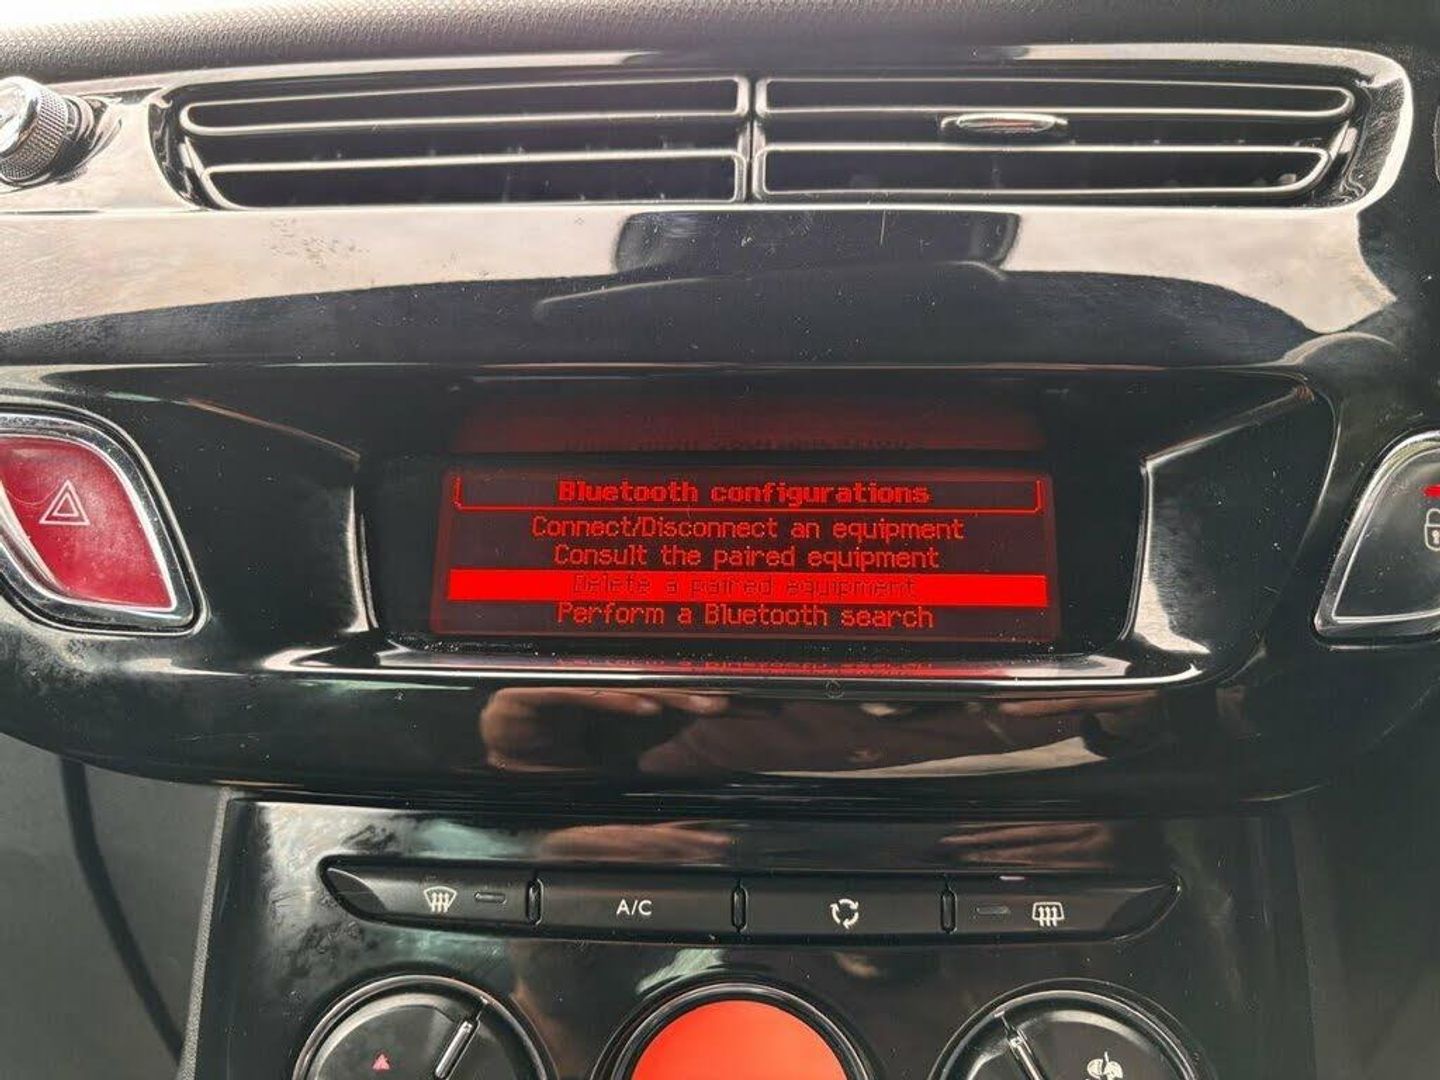 Bluetooth configurations
Connect/Disconnect an equipment
Consult the paired equipment
Delete a paired equipment
Perform a Bluetooth search
A/C